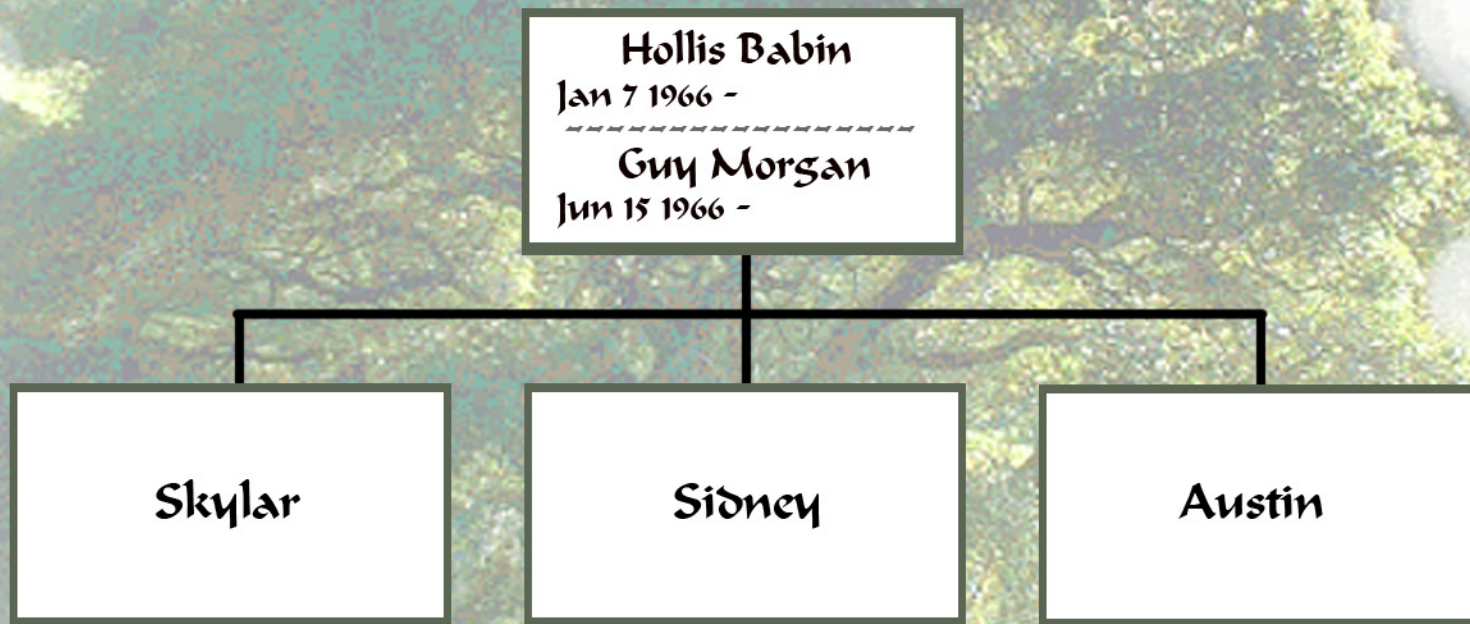 Hollis Babin
Jan 7 1966 -
Guy Morgan
Jun 15 1966 -
Skylar
Sidney
Austin